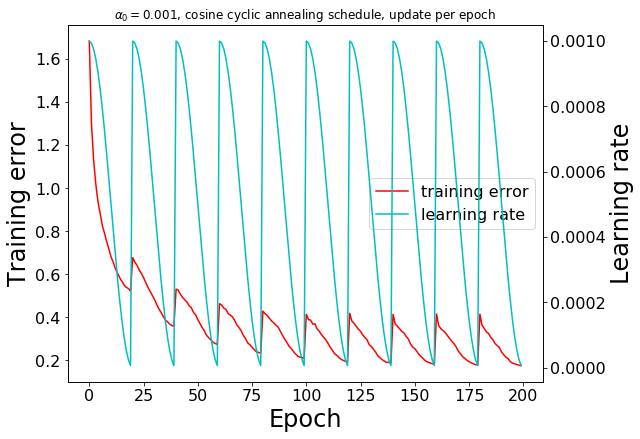 α₀ = 0.001, cosine cyclic annealing schedule, update per epoch
Training error
1.6
1.4
1.2
1.0
0.8
0.6
0.4
0.2
training error
learning rate
0.0010
0.0008
0.0006
0.0004
0.0002
0.0000
Learning rate
0 25 50 75 100 125 150 175 200
Epoch